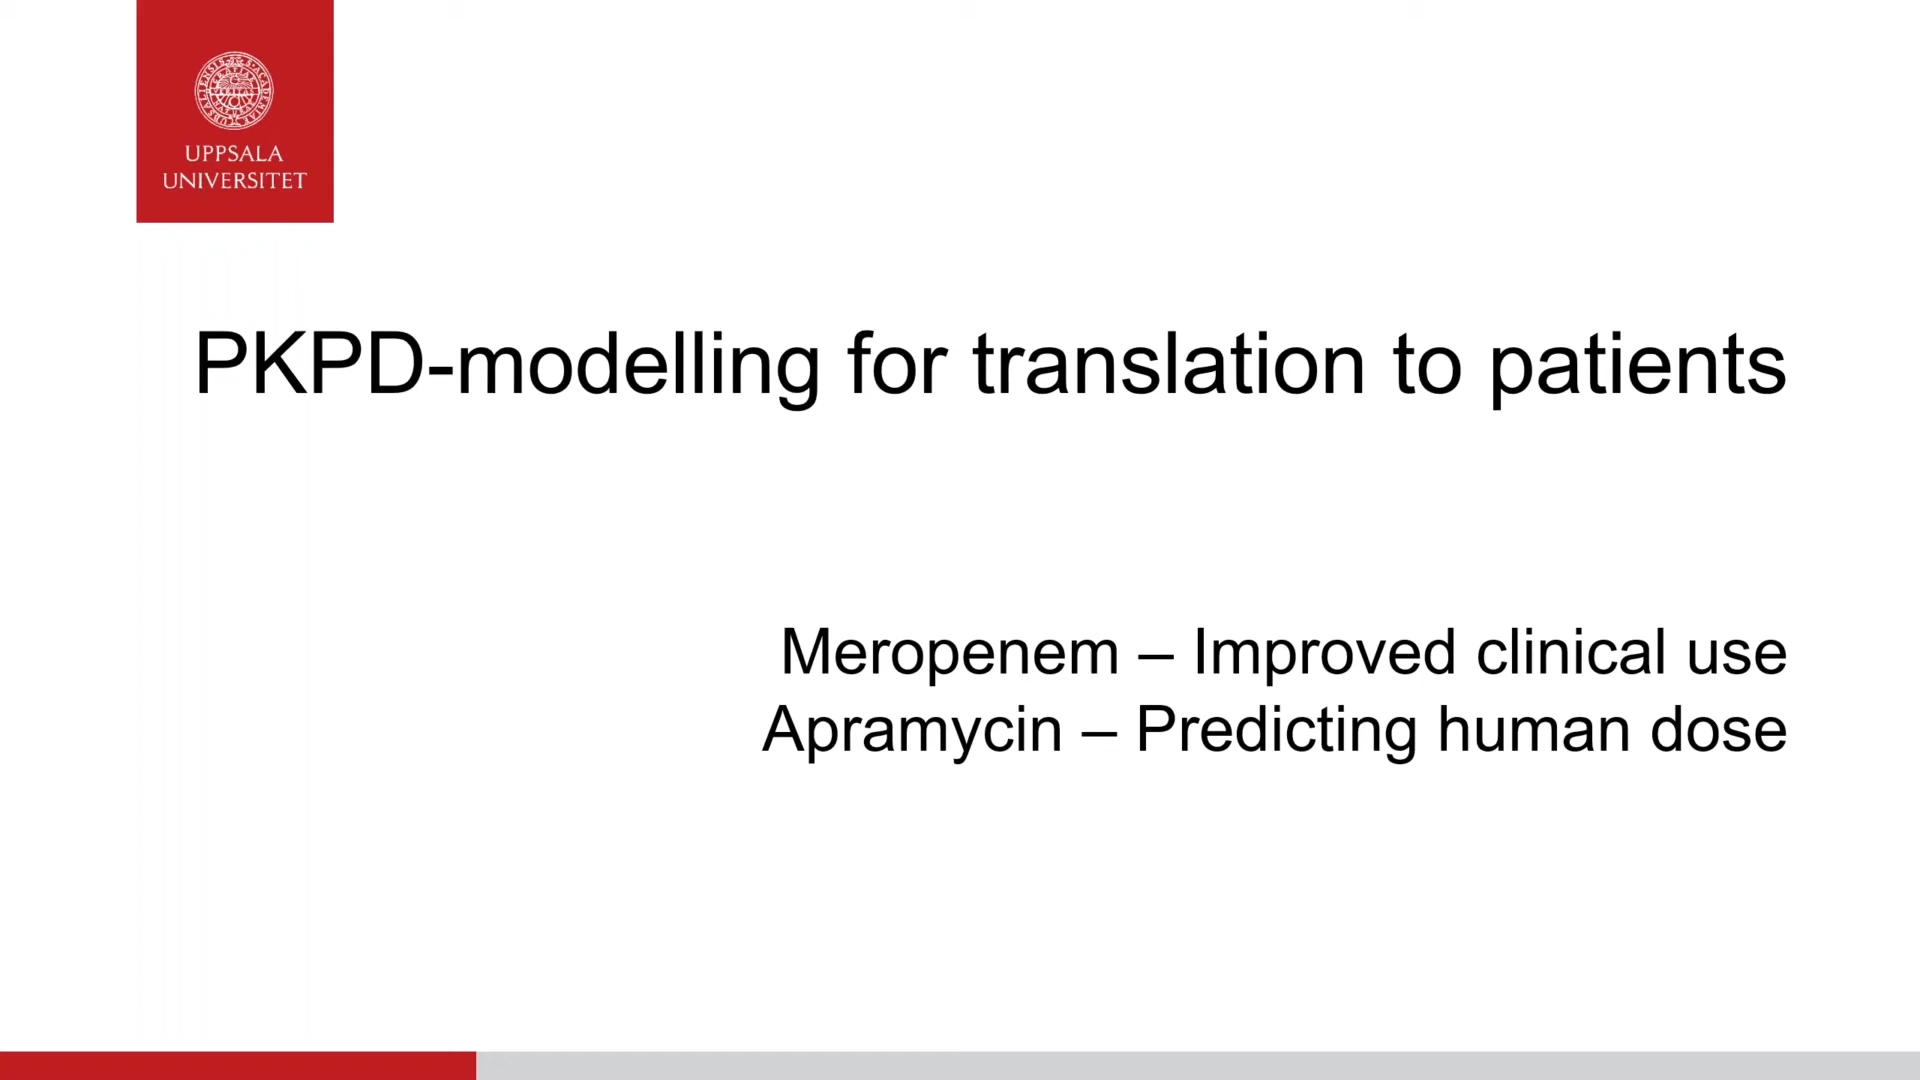 UPPSALA
UNIVERSITET
PKPD-modelling for translation to patients
Meropenem – Improved clinical use
Apramycin – Predicting human dose